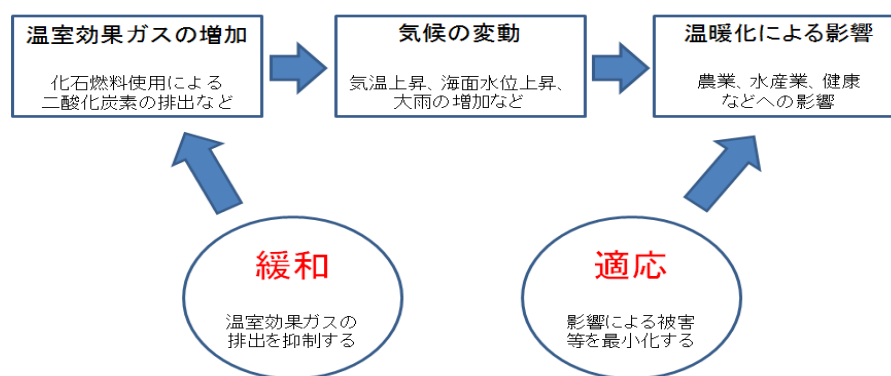 温室効果ガスの増加
化石燃料使用による
二酸化炭素の排出など
気候の変動
気温上昇、海面水位上昇、
大雨の増加など
温暖化による影響
農業、水産業、健康
などへの影響
緩和
温室効果ガスの
排出を抑制する
適応
影響による被害
等を最小化する